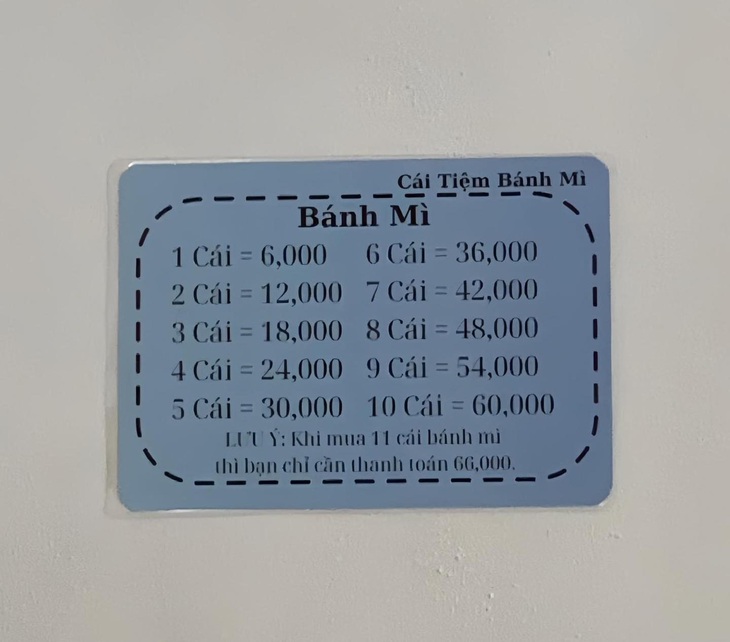 Cái Tiệm Bánh Mì
Bánh Mì
1 Cái = 6,000 6 Cái = 36,000
2 Cái = 12,000 7 Cái = 42,000
3 Cái = 18,000 8 Cái = 48,000
4 Cái = 24,000 9 Cái = 54,000
5 Cái = 30,000 10 Cái = 60,000
LƯU Ý: Khi mua 11 cái bánh mì
thì bạn chỉ cần thanh toán 66,000.